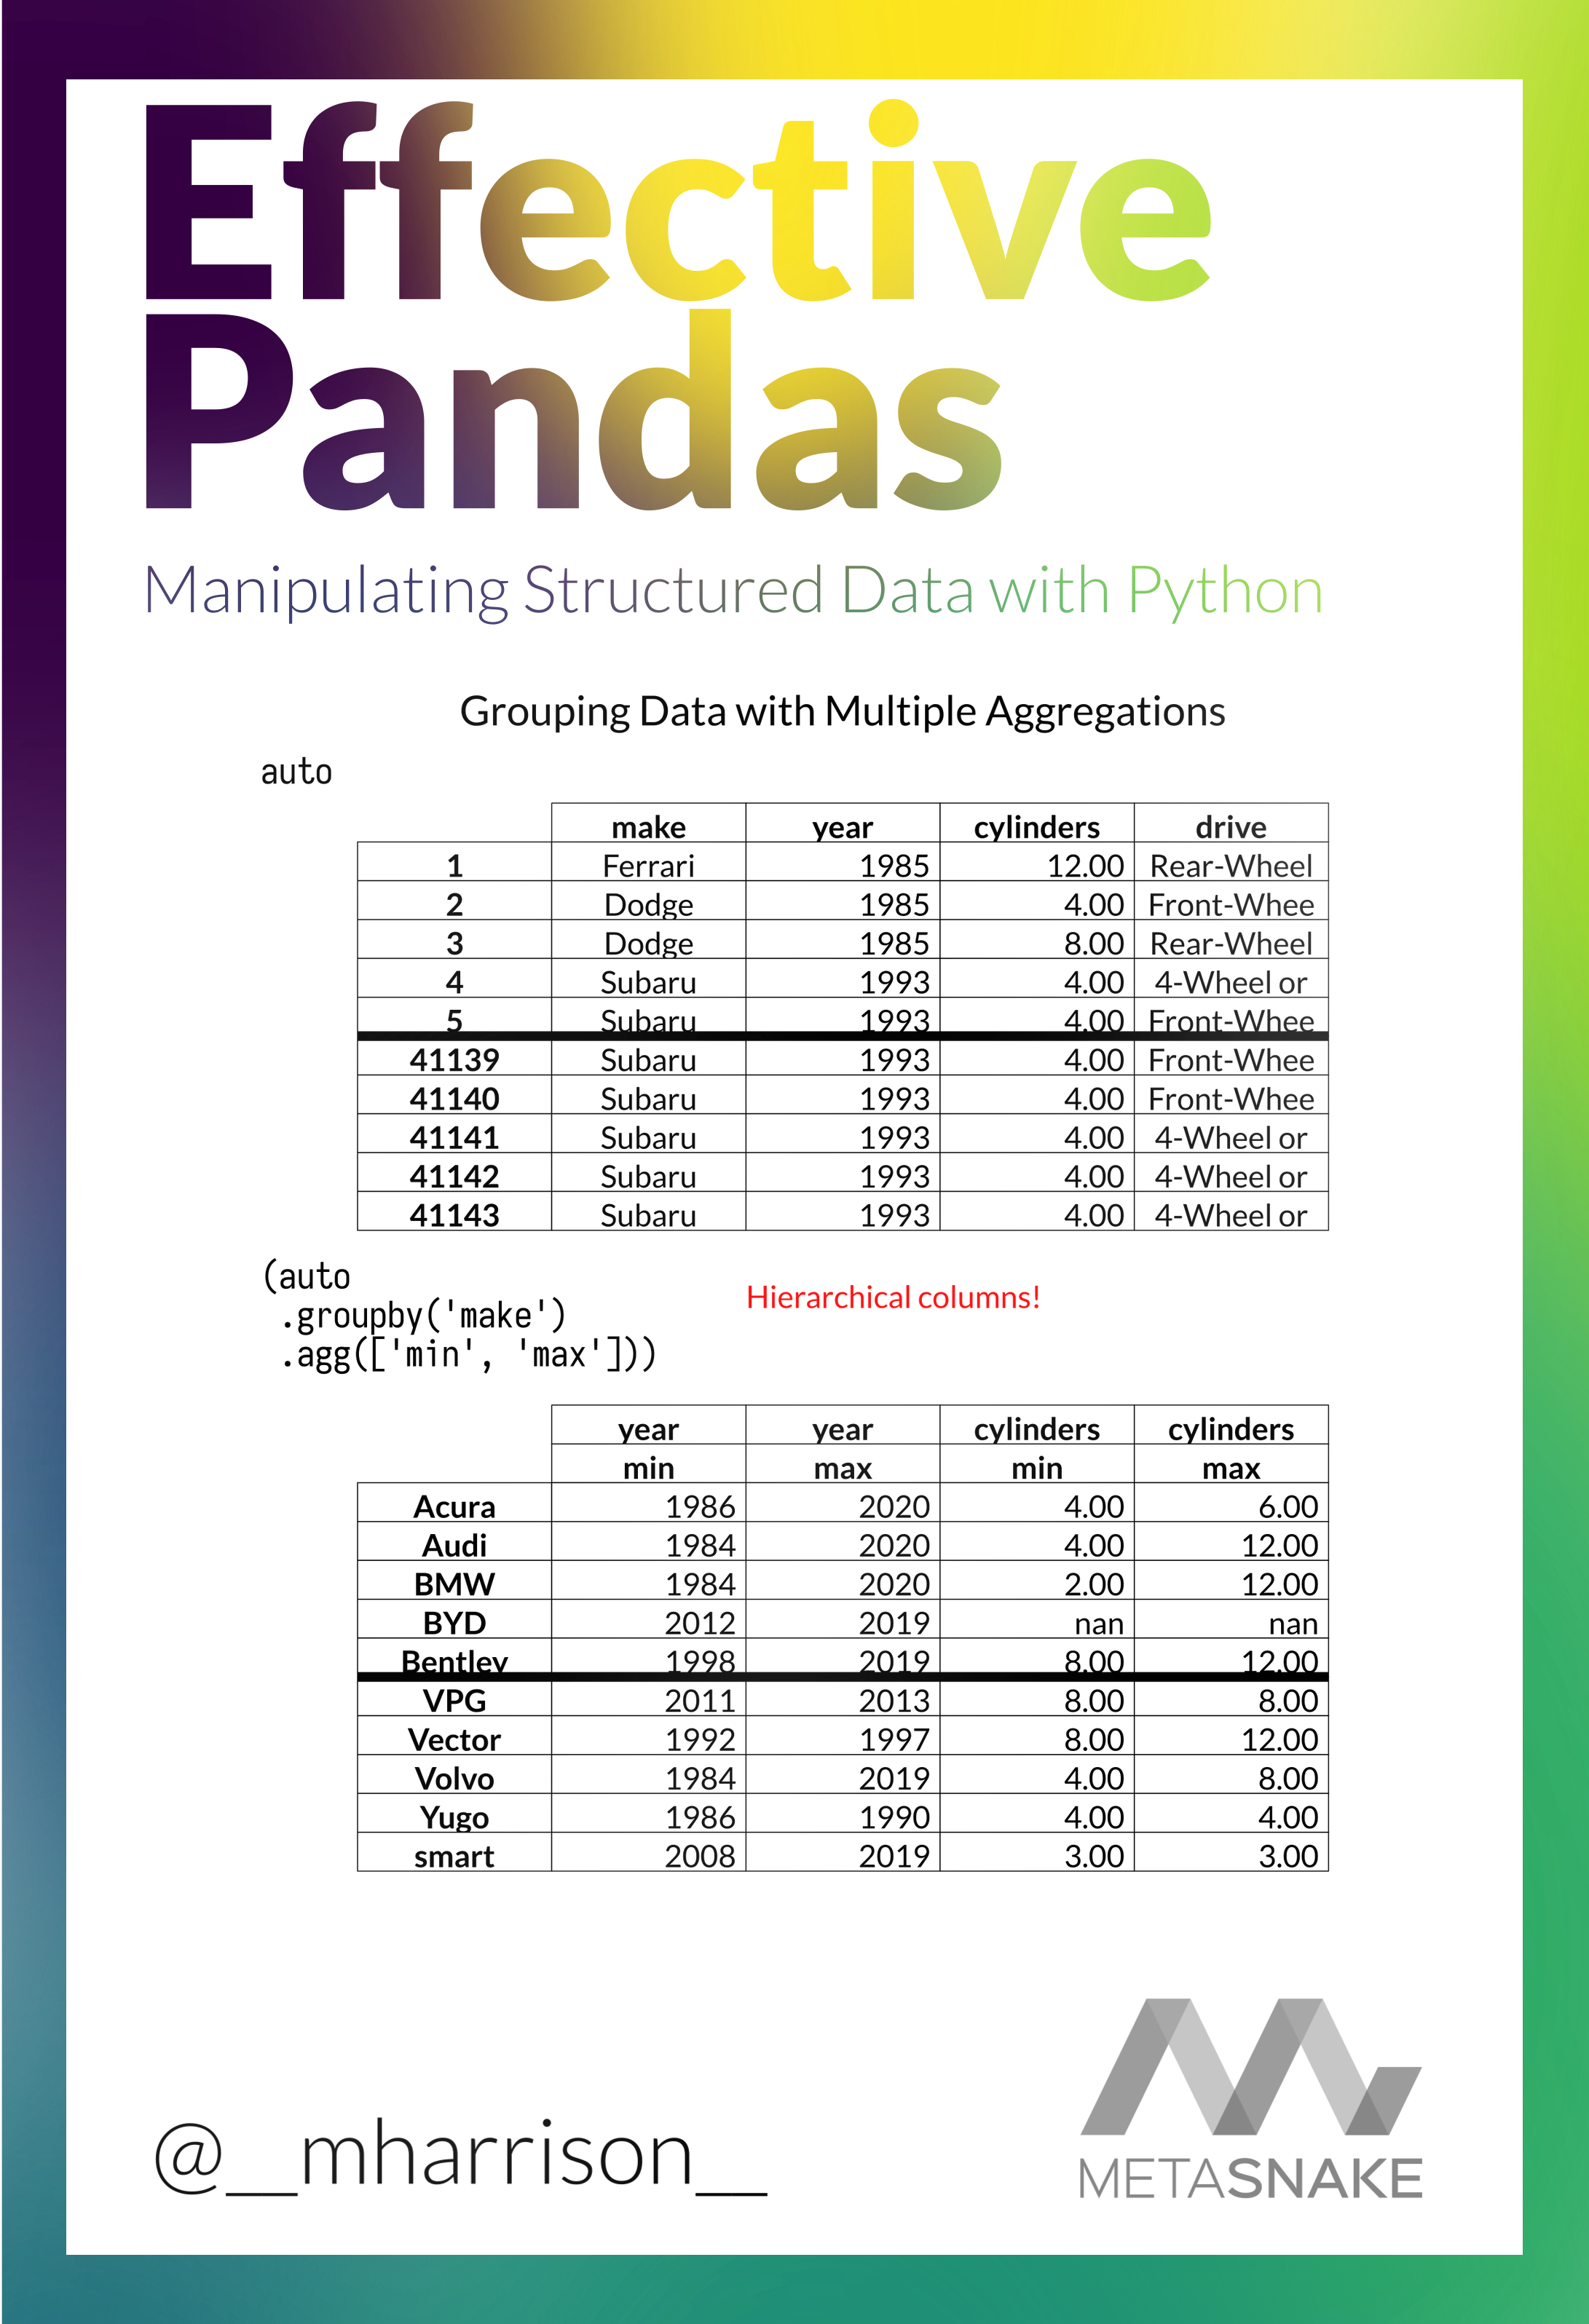 Effective
Pandas
Manipulating Structured Data with Python
Grouping Data with Multiple Aggregations
auto
make year cylinders drive
1 Ferrari 1985 12.00 Rear-Wheel
2 Dodge 1985 4.00 Front-Whee
3 Dodge 1985 8.00 Rear-Wheel
4 Subaru 1993 4.00 4-Wheel or
5 Subaru 1993 4.00 Front-Whee
41139 Subaru 1993 4.00 Front-Whee
41140 Subaru 1993 4.00 Front-Whee
41141 Subaru 1993 4.00 4-Wheel or
41142 Subaru 1993 4.00 4-Wheel or
41143 Subaru 1993 4.00 4-Wheel or
(auto
.groupby('make')
.agg(['min', 'max']))
Hierarchical columns!
year year cylinders cylinders
min max min max
Acura 1986 2020 4.00 6.00
Audi 1984 2020 4.00 12.00
BMW 1984 2020 2.00 12.00
BYD 2012 2019 nan nan
Bentley 1998 2019 8.00 12.00
VPG 2011 2013 8.00 8.00
Vector 1992 1997 8.00 12.00
Volvo 1984 2019 4.00 8.00
Yugo 1986 1990 4.00 4.00
smart 2008 2019 3.00 3.00
@__mharrison__
METASNAKE